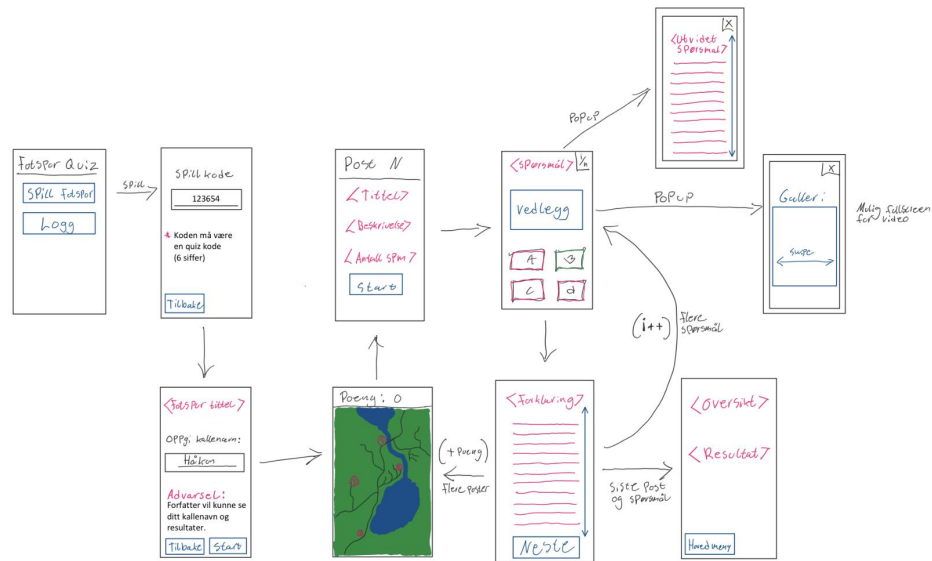 Fotspor Quiz
Spill Fotspor
Logg
Spill
Spill kode
123654
* Koden må være
en quiz kode
(6 siffer)
Tilbake
Post N
<Tittel>
<Beskrivelse>
<Antall spm>
Start
<Spørsmål>
1/n
Vedlegg
A
B
C
d
PoPuP
X
<Utvidet
spørsmål>
PoPuP
X
Galleri
swipe
Mulig fullscreen
for video
<Fotspor tittel>
Oppgi kallenavn:
Håkon
Advarsel:
Forfatter vil kunne se
ditt kallenavn og
resultater.
Tilbake
Start
Poeng: 0
(+ Poeng)
Flere poster
<Forklaring>
Neste
(i++)
Flere
spørsmål
Siste Post
og spørsmål
<Oversikt>
<Resultat>
Hovedmeny